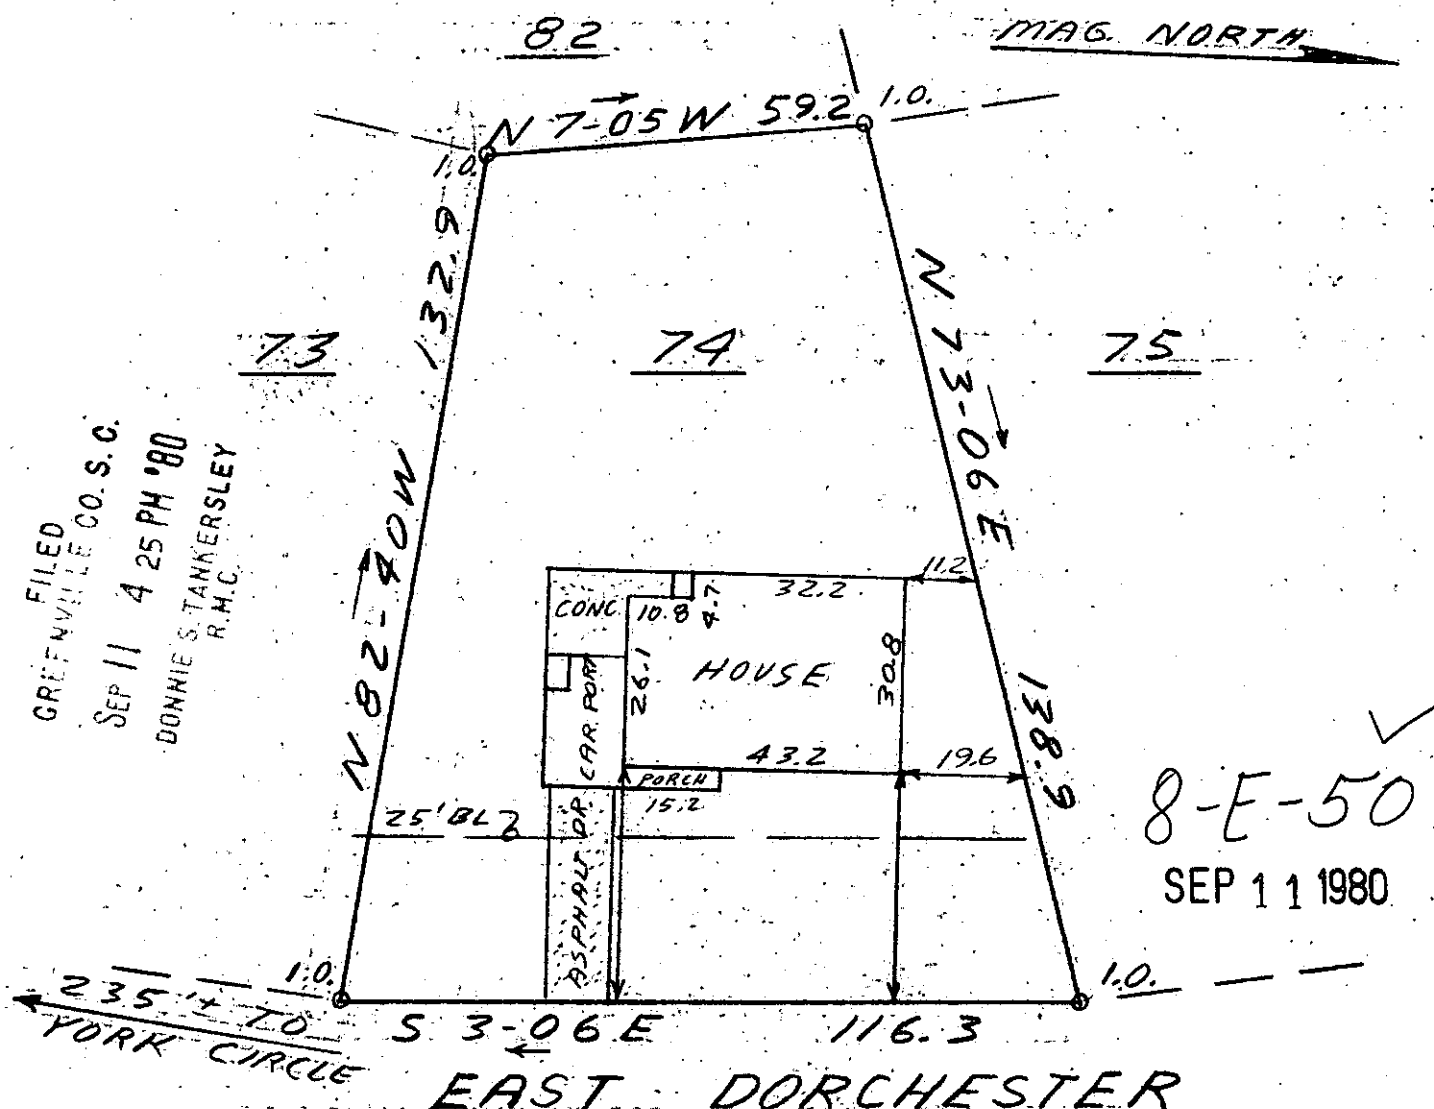 82
MAG. NORTH
N 7-05 W 59.2
I.O.
I.O.
N 82-40 W 132.9
N 73-06 E 138.9
73
74
75
FILED
GREENVILLE CO. S. C.
SEP 11 4 25 PM '80
DONNIE S. TANKERSLEY
R.M.C.
CONC.
10.8
4.7
32.2
11.2
26.1
HOUSE
30.8
CAR PORT
43.2
19.6
PORCH
15.2
25' BL
ASPHALT DR.
8-E-50
SEP 11 1980
I.O.
I.O.
235 '± TO
YORK CIRCLE
S 3-06 E 116.3
EAST DORCHESTER